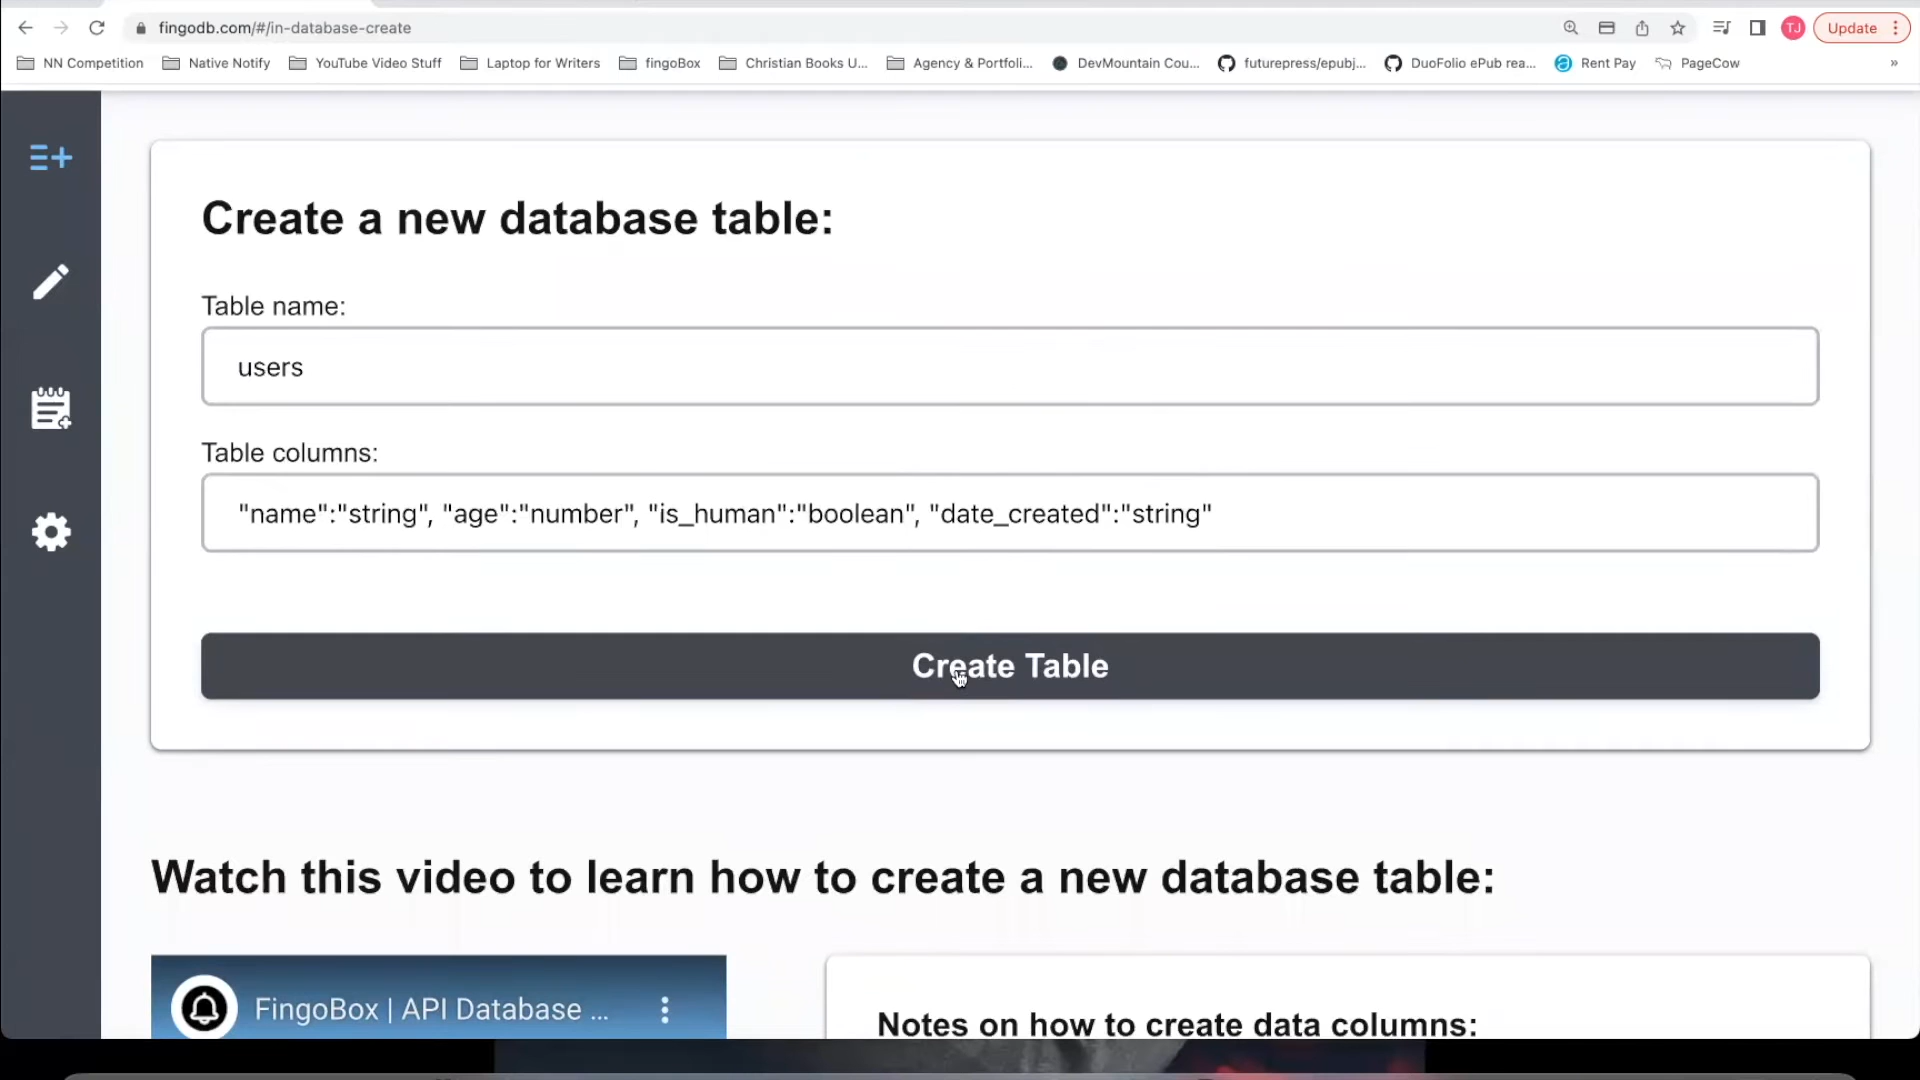 fingodb.com/#/in-database-create
TJ
Update
NN Competition
Native Notify
YouTube Video Stuff
Laptop for Writers
fingoBox
Christian Books U...
Agency & Portfoli...
DevMountain Cou...
futurepress/epubj...
DuoFolio ePub rea...
Rent Pay
PageCow
»
Create a new database table:
Table name:
users
Table columns:
"name":"string", "age":"number", "is_human":"boolean", "date_created":"string"
Create Table
Watch this video to learn how to create a new database table:
FingoBox | API Database ...
Notes on how to create data columns: